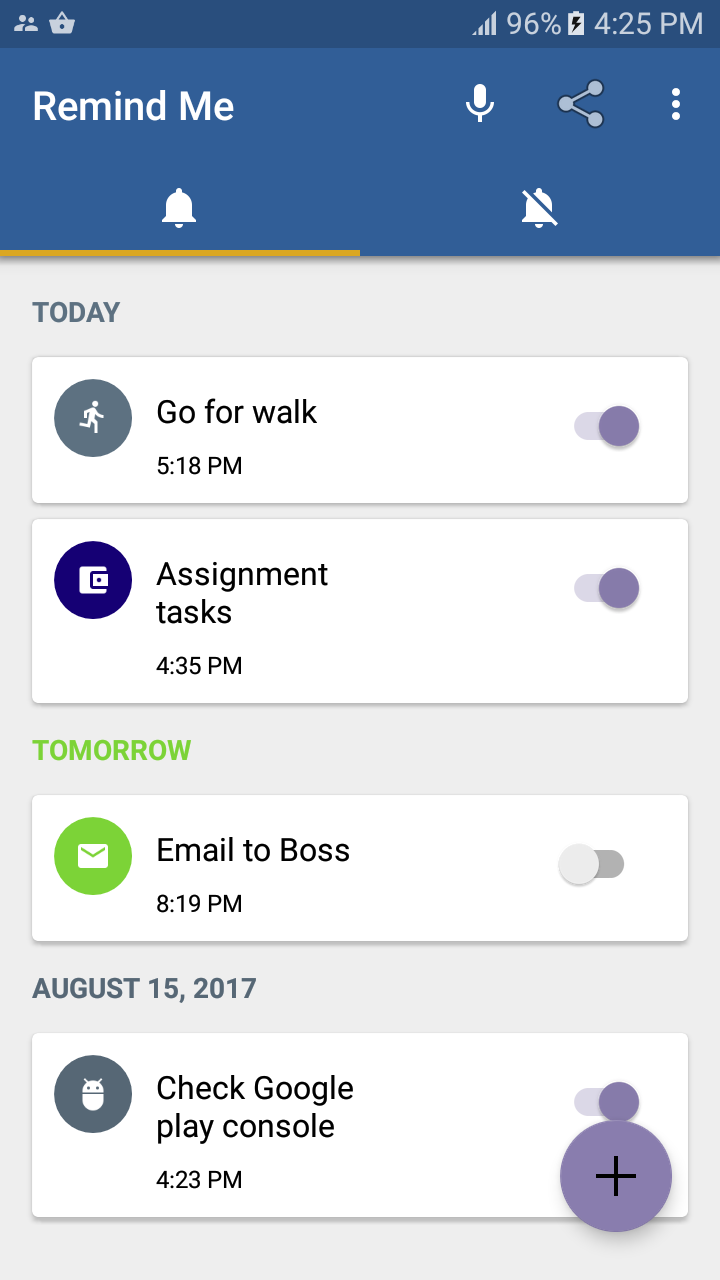 96% 4:25 PM
Remind Me
TODAY
Go for walk
5:18 PM
Assignment
tasks
4:35 PM
TOMORROW
Email to Boss
8:19 PM
AUGUST 15, 2017
Check Google
play console
4:23 PM